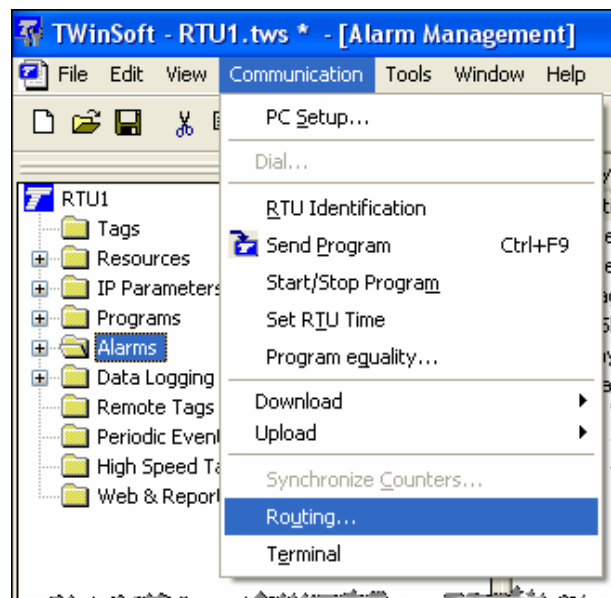 TWinSoft - RTU1.tws * - [Alarm Management]
File Edit View Communication Tools Window Help
PC Setup...
Dial...
RTU Identification
Send Program Ctrl+F9
Start/Stop Program
Set RTU Time
Program equality...
Download
Upload
Synchronize Counters...
Routing...
Terminal
RTU1
Tags
Resources
IP Parameters
Programs
Alarms
Data Logging
Remote Tags
Periodic Event
High Speed Ta
Web & Report